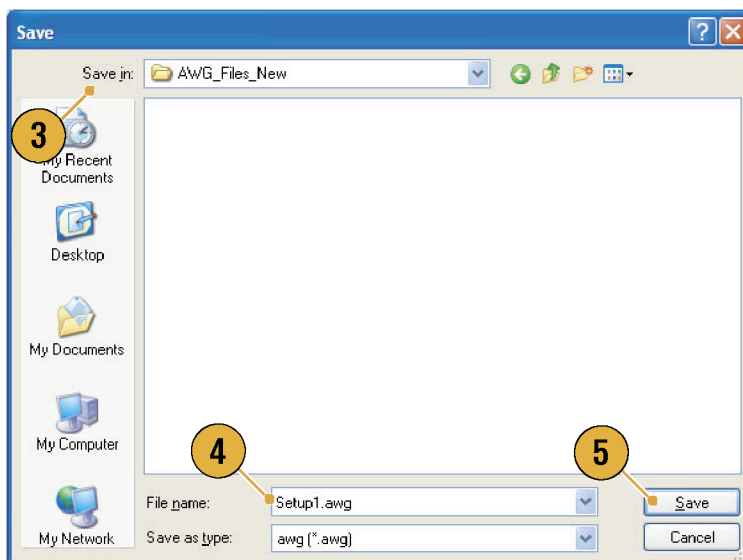 Save
Save in:
AWG_Files_New
3
My Recent
Documents
Desktop
My Documents
My Computer
My Network
4
5
File name:
Setup1.awg
Save
Save as type:
awg (*.awg)
Cancel